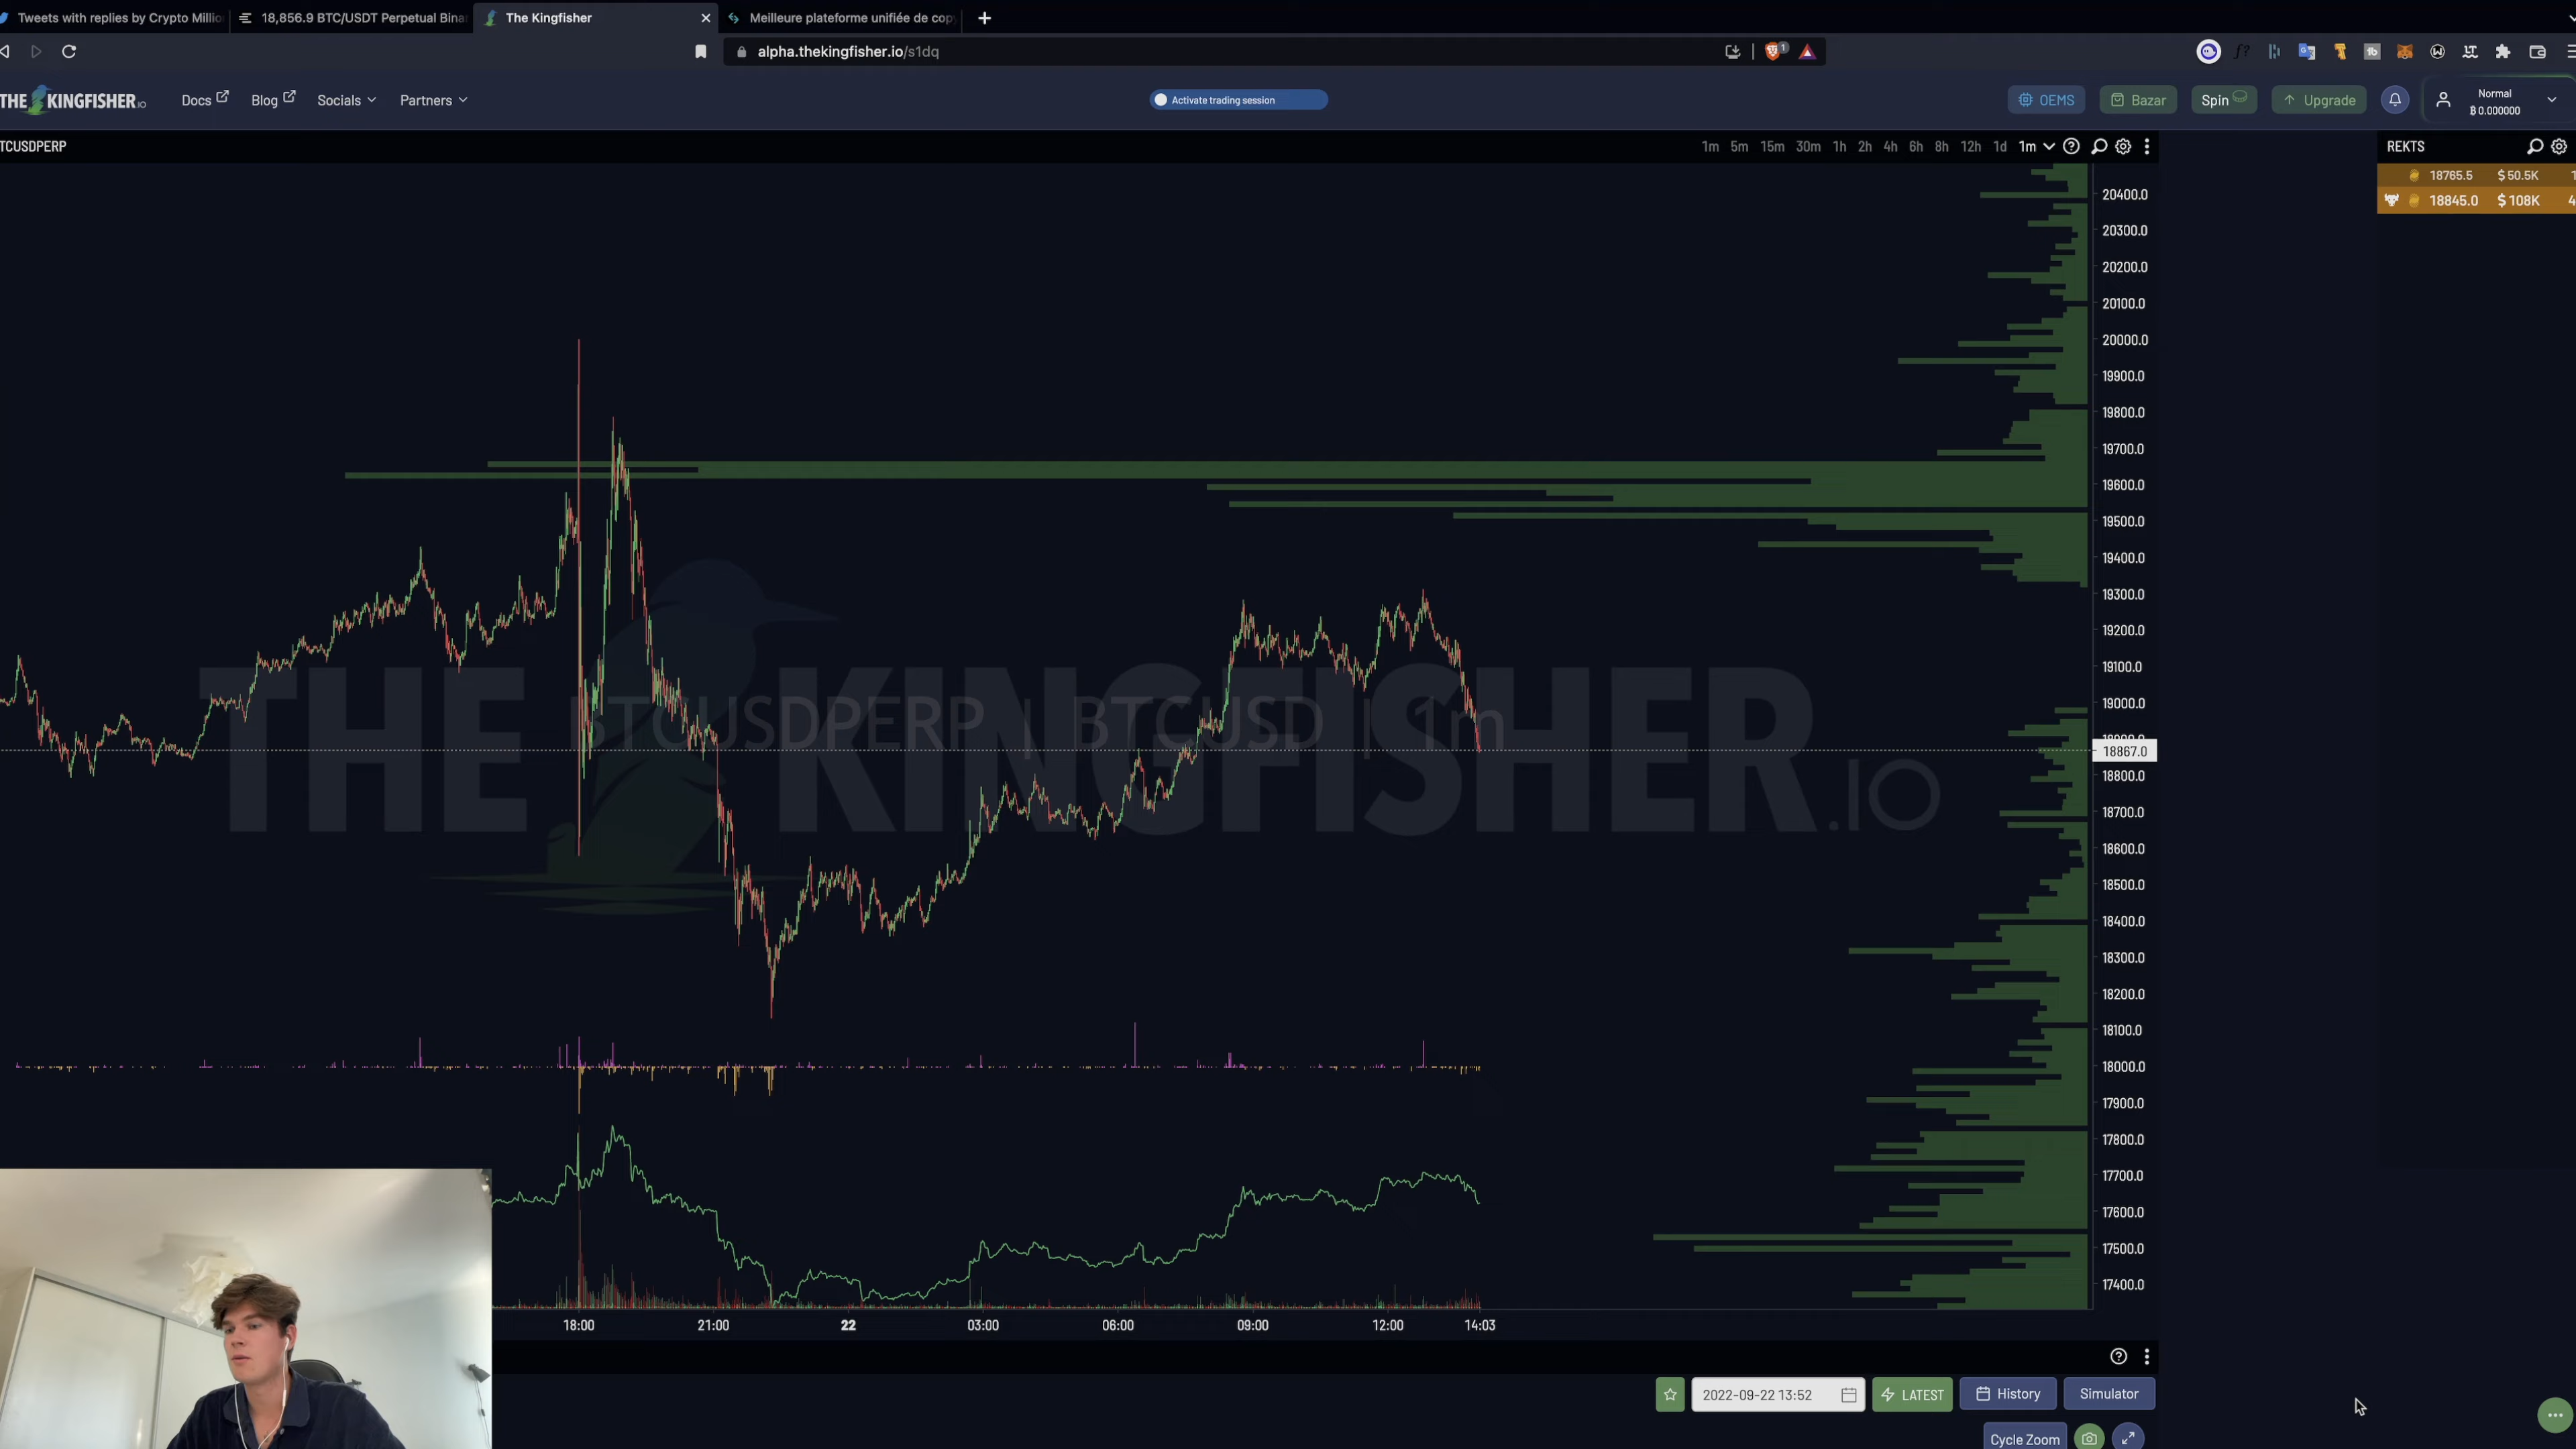 Tweets with replies by Crypto Millio
18,856.9 BTC/USDT Perpetual Bina
The Kingfisher
Meilleure plateforme unifiée de cop
alpha.thekingfisher.io/s1dq
THE KINGFISHER.IO
Docs
Blog
Socials
Partners
Activate trading session
OEMS
Bazar
Spin
Upgrade
Normal
₿ 0.000000
TCUSDPERP
1m 5m 15m 30m 1h 2h 4h 6h 8h 12h 1d 1m
REKTS
18765.5 $ 50.5K 1
18845.0 $ 108K 4
20400.0
20300.0
20200.0
20100.0
20000.0
19900.0
19800.0
19700.0
19600.0
19500.0
19400.0
19300.0
19200.0
19100.0
19000.0
18867.0
18800.0
18700.0
18600.0
18500.0
18400.0
18300.0
18200.0
18100.0
18000.0
17900.0
17800.0
17700.0
17600.0
17500.0
17400.0
THE KINGFISHER.IO
BTCUSDPERP | BTCUSD | 1m
18:00 21:00 22 03:00 06:00 09:00 12:00 14:03
2022-09-22 13:52
LATEST
History
Simulator
Cycle Zoom